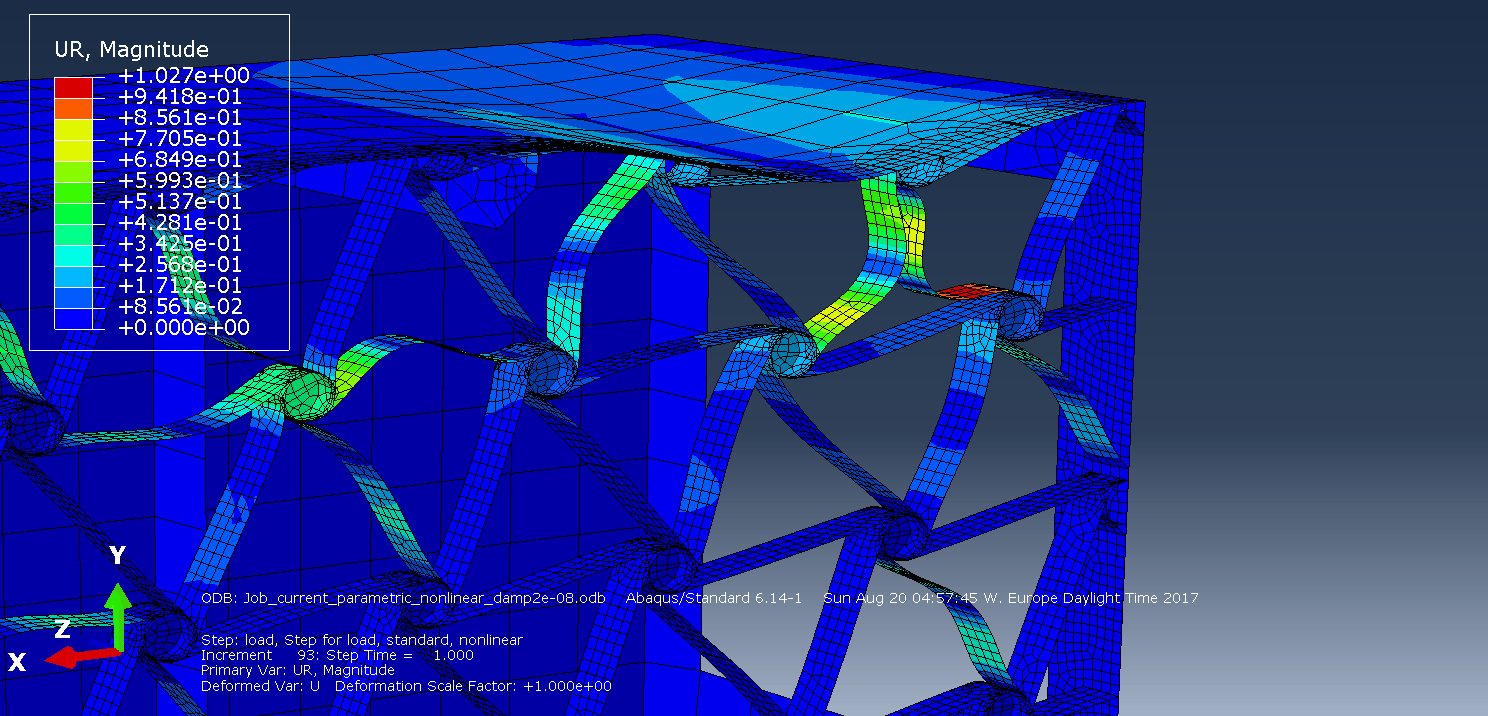 UR, Magnitude
+1.027e+00
+9.418e-01
+8.561e-01
+7.705e-01
+6.849e-01
+5.993e-01
+5.137e-01
+4.281e-01
+3.425e-01
+2.568e-01
+1.712e-01
+8.561e-02
+0.000e+00
Y
Z
X
ODB: Job_current_parametric_nonlinear_damp2e-08.odb Abaqus/Standard 6.14-1 Sun Aug 20 04:57:45 W. Europe Daylight Time 2017
Step: load, Step for load, standard, nonlinear
Increment 93: Step Time = 1.000
Primary Var: UR, Magnitude
Deformed Var: U Deformation Scale Factor: +1.000e+00